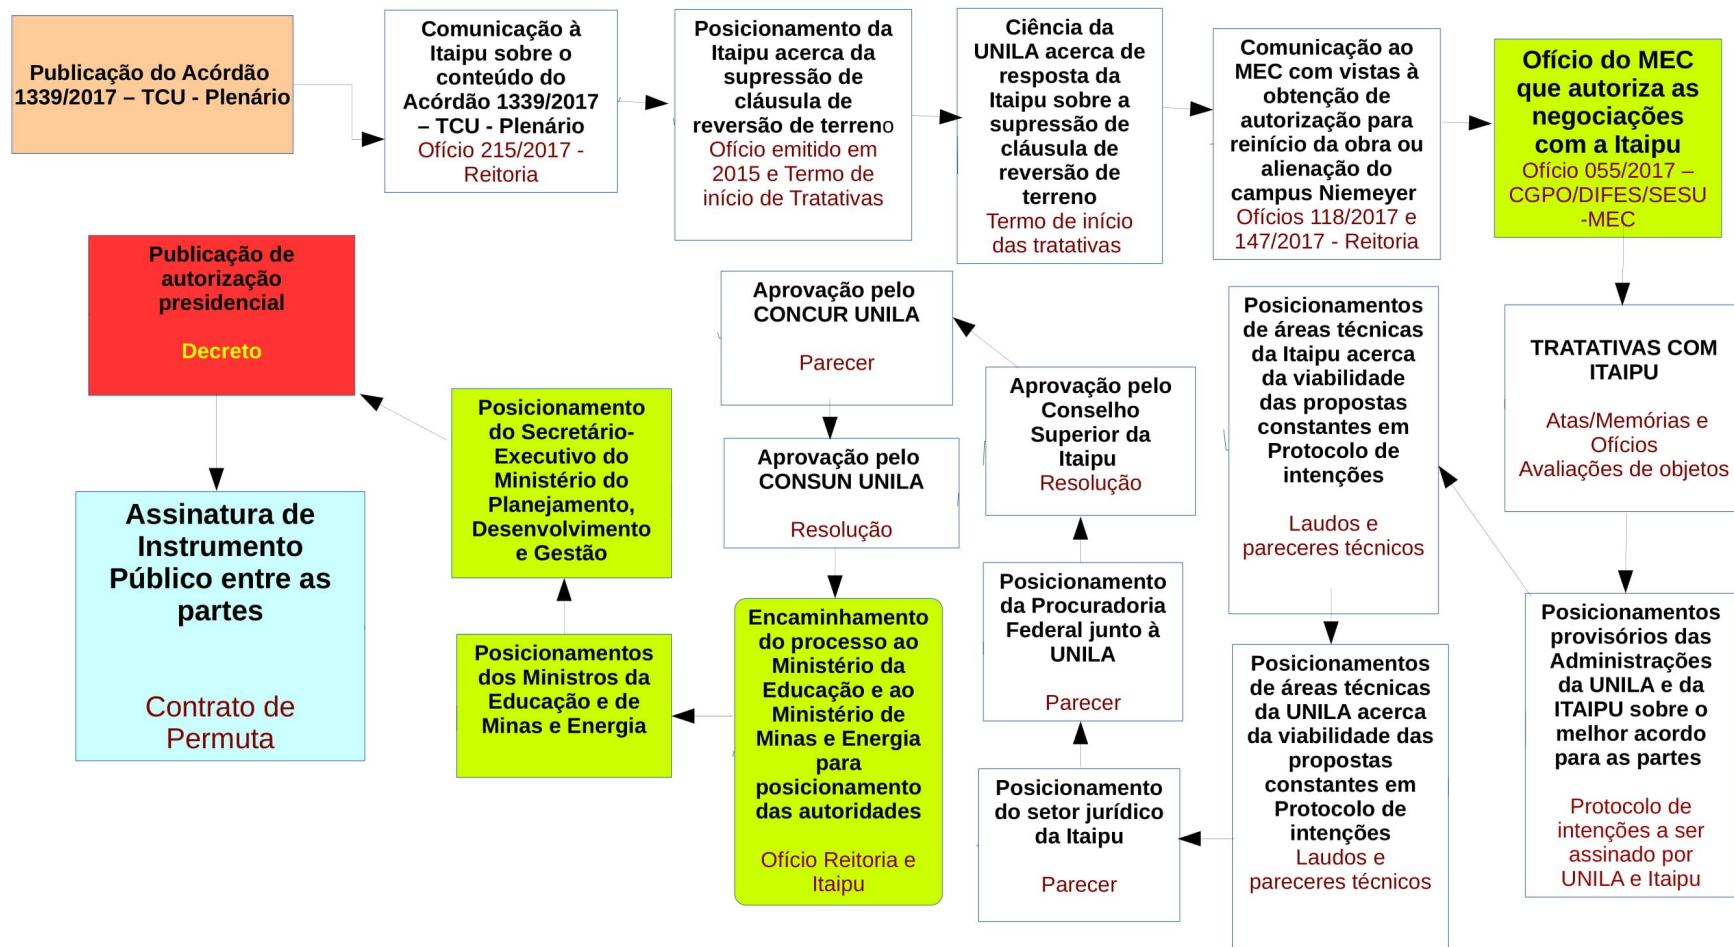 Publicação do Acórdão
1339/2017 – TCU - Plenário
Comunicação à
Itaipu sobre o
conteúdo do
Acórdão 1339/2017
– TCU - Plenário
Ofício 215/2017 -
Reitoria
Posicionamento da
Itaipu acerca da
supressão de
cláusula de
reversão de terreno
Ofício emitido em
2015 e Termo de
início de Tratativas
Ciência da
UNILA acerca de
resposta da
Itaipu sobre a
supressão de
cláusula de
reversão de
terreno
Termo de início
das tratativas
Comunicação ao
MEC com vistas à
obtenção de
autorização para
reinício da obra ou
alienação do
campus Niemeyer
Ofícios 118/2017 e
147/2017 - Reitoria
Ofício do MEC
que autoriza as
negociações
com a Itaipu
Ofício 055/2017 –
CGPO/DIFES/SESU
-MEC
TRATATIVAS COM
ITAIPU
Atas/Memórias e
Ofícios
Avaliações de objetos
Posicionamentos
provisórios das
Administrações
da UNILA e da
ITAIPU sobre o
melhor acordo
para as partes
Protocolo de
intenções a ser
assinado por
UNILA e Itaipu
Posicionamentos
de áreas técnicas
da Itaipu acerca
da viabilidade
das propostas
constantes em
Protocolo de
intenções
Laudos e
pareceres técnicos
Posicionamentos
de áreas técnicas
da UNILA acerca
da viabilidade das
propostas
constantes em
Protocolo de
intenções
Laudos e
pareceres técnicos
Posicionamento
do setor jurídico
da Itaipu
Parecer
Posicionamento
da Procuradoria
Federal junto à
UNILA
Parecer
Aprovação pelo
Conselho
Superior da
Itaipu
Resolução
Aprovação pelo
CONCUR UNILA
Parecer
Aprovação pelo
CONSUN UNILA
Resolução
Encaminhamento
do processo ao
Ministério da
Educação e ao
Ministério de
Minas e Energia
para
posicionamento
das autoridades
Ofício Reitoria e
Itaipu
Posicionamentos
dos Ministros da
Educação e de
Minas e Energia
Posicionamento
do Secretário-
Executivo do
Ministério do
Planejamento,
Desenvolvimento
e Gestão
Publicação de
autorização
presidencial
Decreto
Assinatura de
Instrumento
Público entre as
partes
Contrato de
Permuta